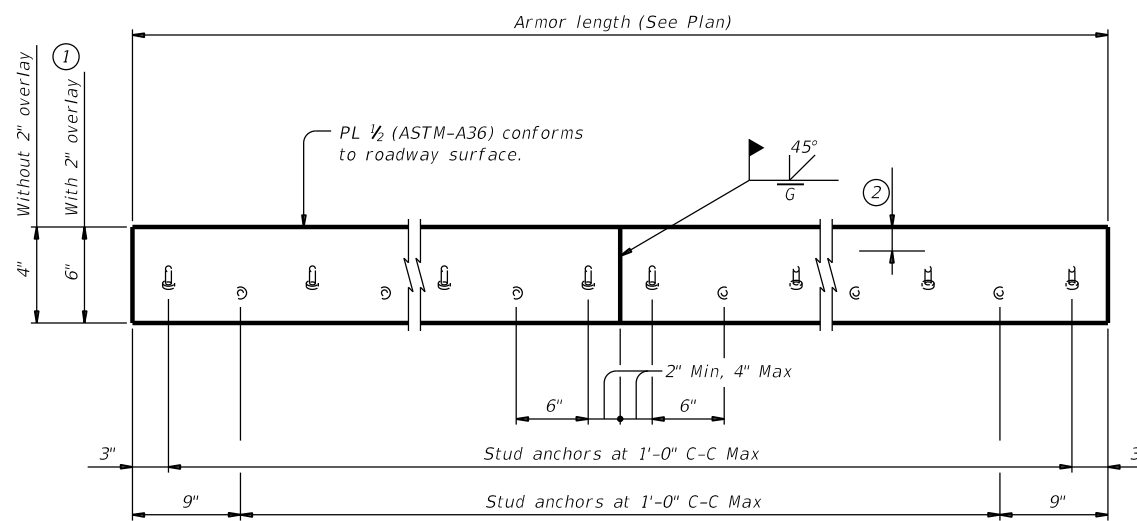 Armor length (See Plan)
Without 2" overlay
1
With 2" overlay
PL 1/2 (ASTM-A36) conforms
to roadway surface.
45°
G
2
4"
6"
2" Min, 4" Max
6"
6"
3"
Stud anchors at 1'-0" C-C Max
3
9"
Stud anchors at 1'-0" C-C Max
9"